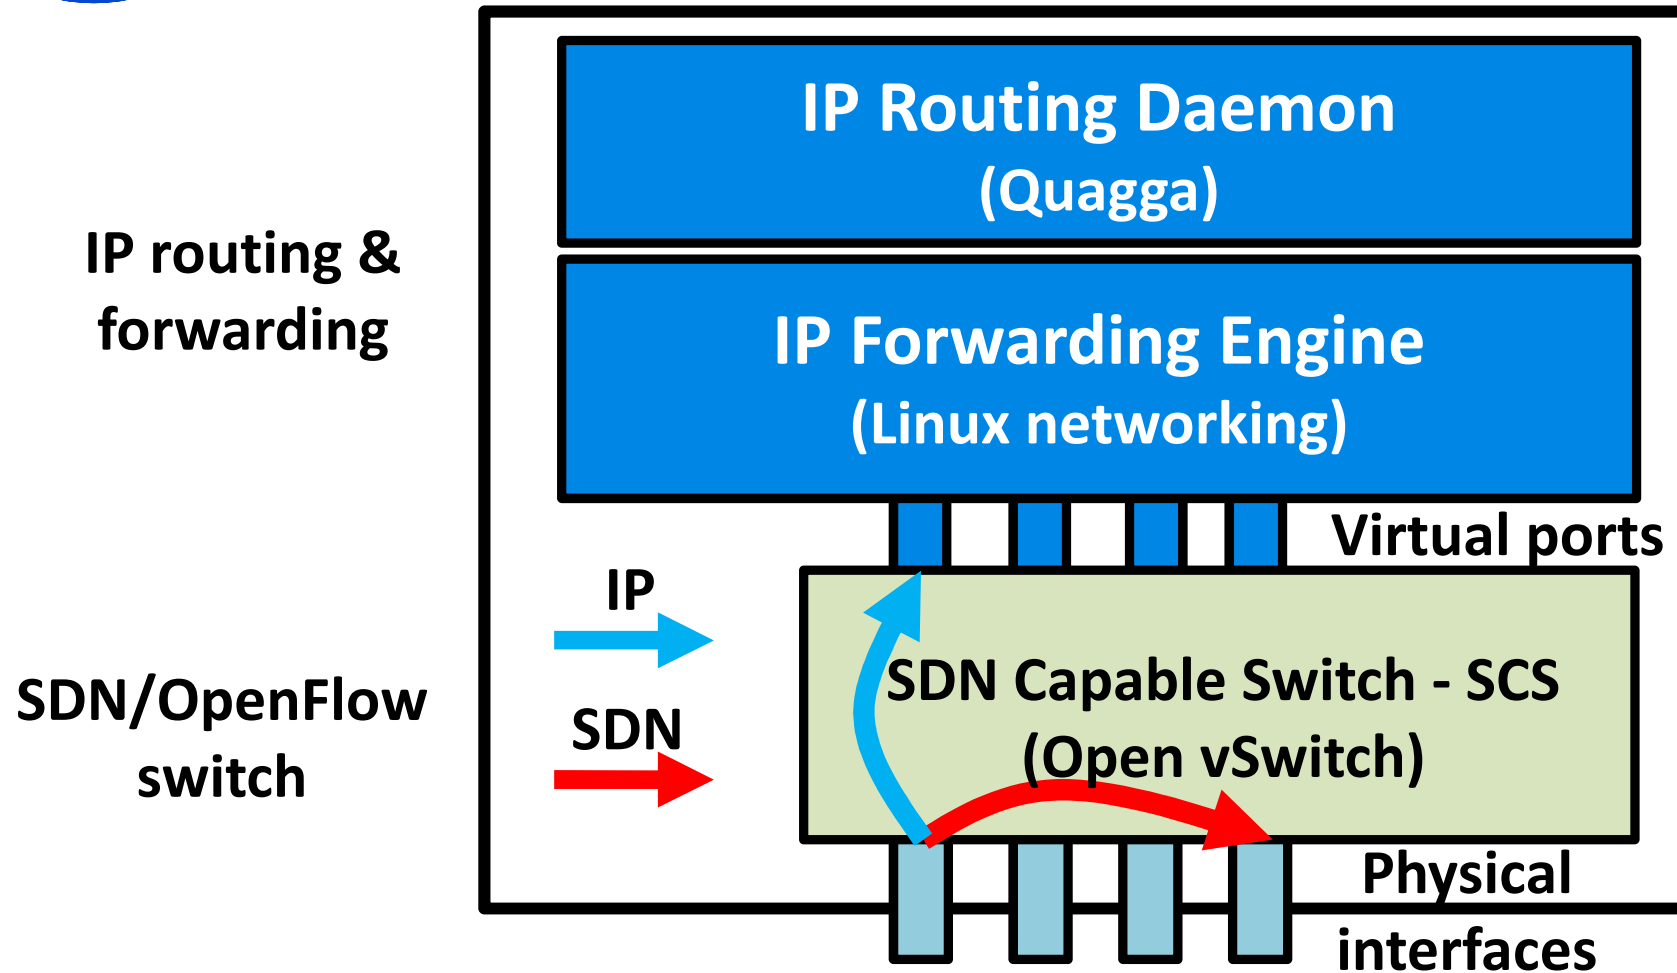 IP Routing Daemon
(Quagga)
IP routing &
forwarding
IP Forwarding Engine
(Linux networking)
Virtual ports
IP
SDN
SDN/OpenFlow
switch
SDN Capable Switch - SCS
(Open vSwitch)
Physical
interfaces